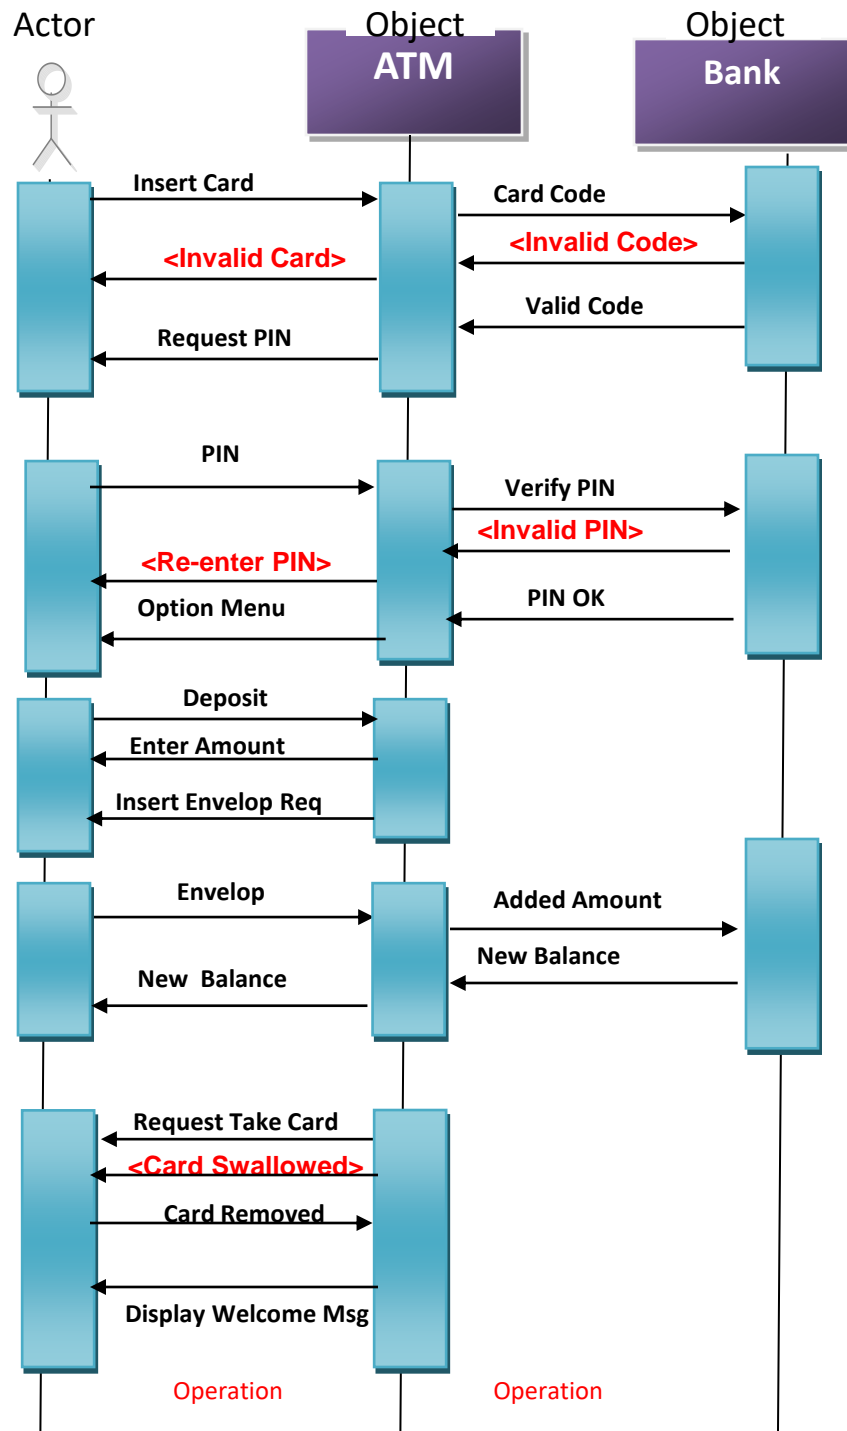 Actor
Object
Object
ATM
Bank
Insert Card
Card Code
<Invalid Code>
<Invalid Card>
Valid Code
Request PIN
PIN
Verify PIN
<Invalid PIN>
<Re-enter PIN>
PIN OK
Option Menu
Deposit
Enter Amount
Insert Envelop Req
Envelop
Added Amount
New Balance
New  Balance
Request Take Card
<Card Swallowed>
Card Removed
Display Welcome Msg
Operation
Operation